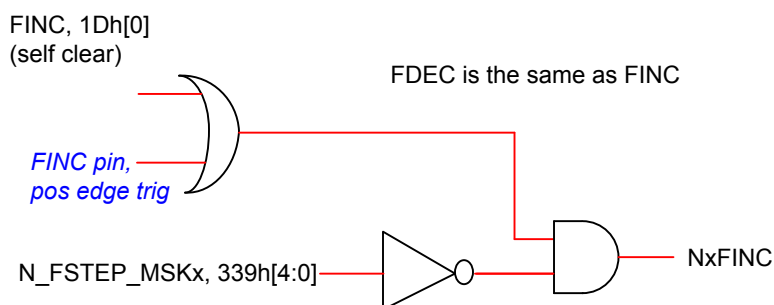 FINC, 1Dh[0]
(self clear)
FDEC is the same as FINC
FINC pin,
pos edge trig
N_FSTEP_MSKx, 339h[4:0]
NxFINC